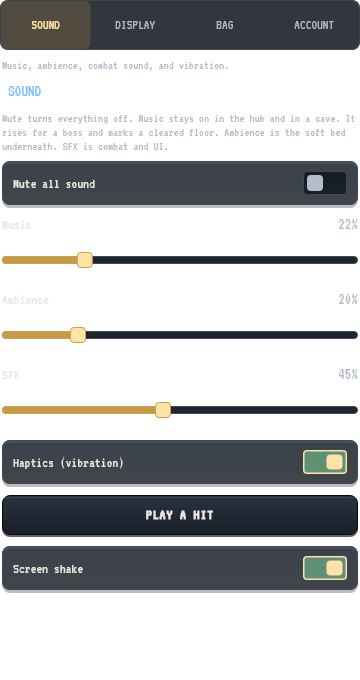 SOUND DISPLAY BAG ACCOUNT
Music, ambience, combat sound, and vibration.
SOUND
Mute turns everything off. Music stays on in the hub and in a cave. It
rises for a boss and marks a cleared floor. Ambience is the soft bed
underneath. SFX is combat and UI.
Mute all sound
Music 22%
Ambience 20%
SFX 45%
Haptics (vibration)
PLAY A HIT
Screen shake